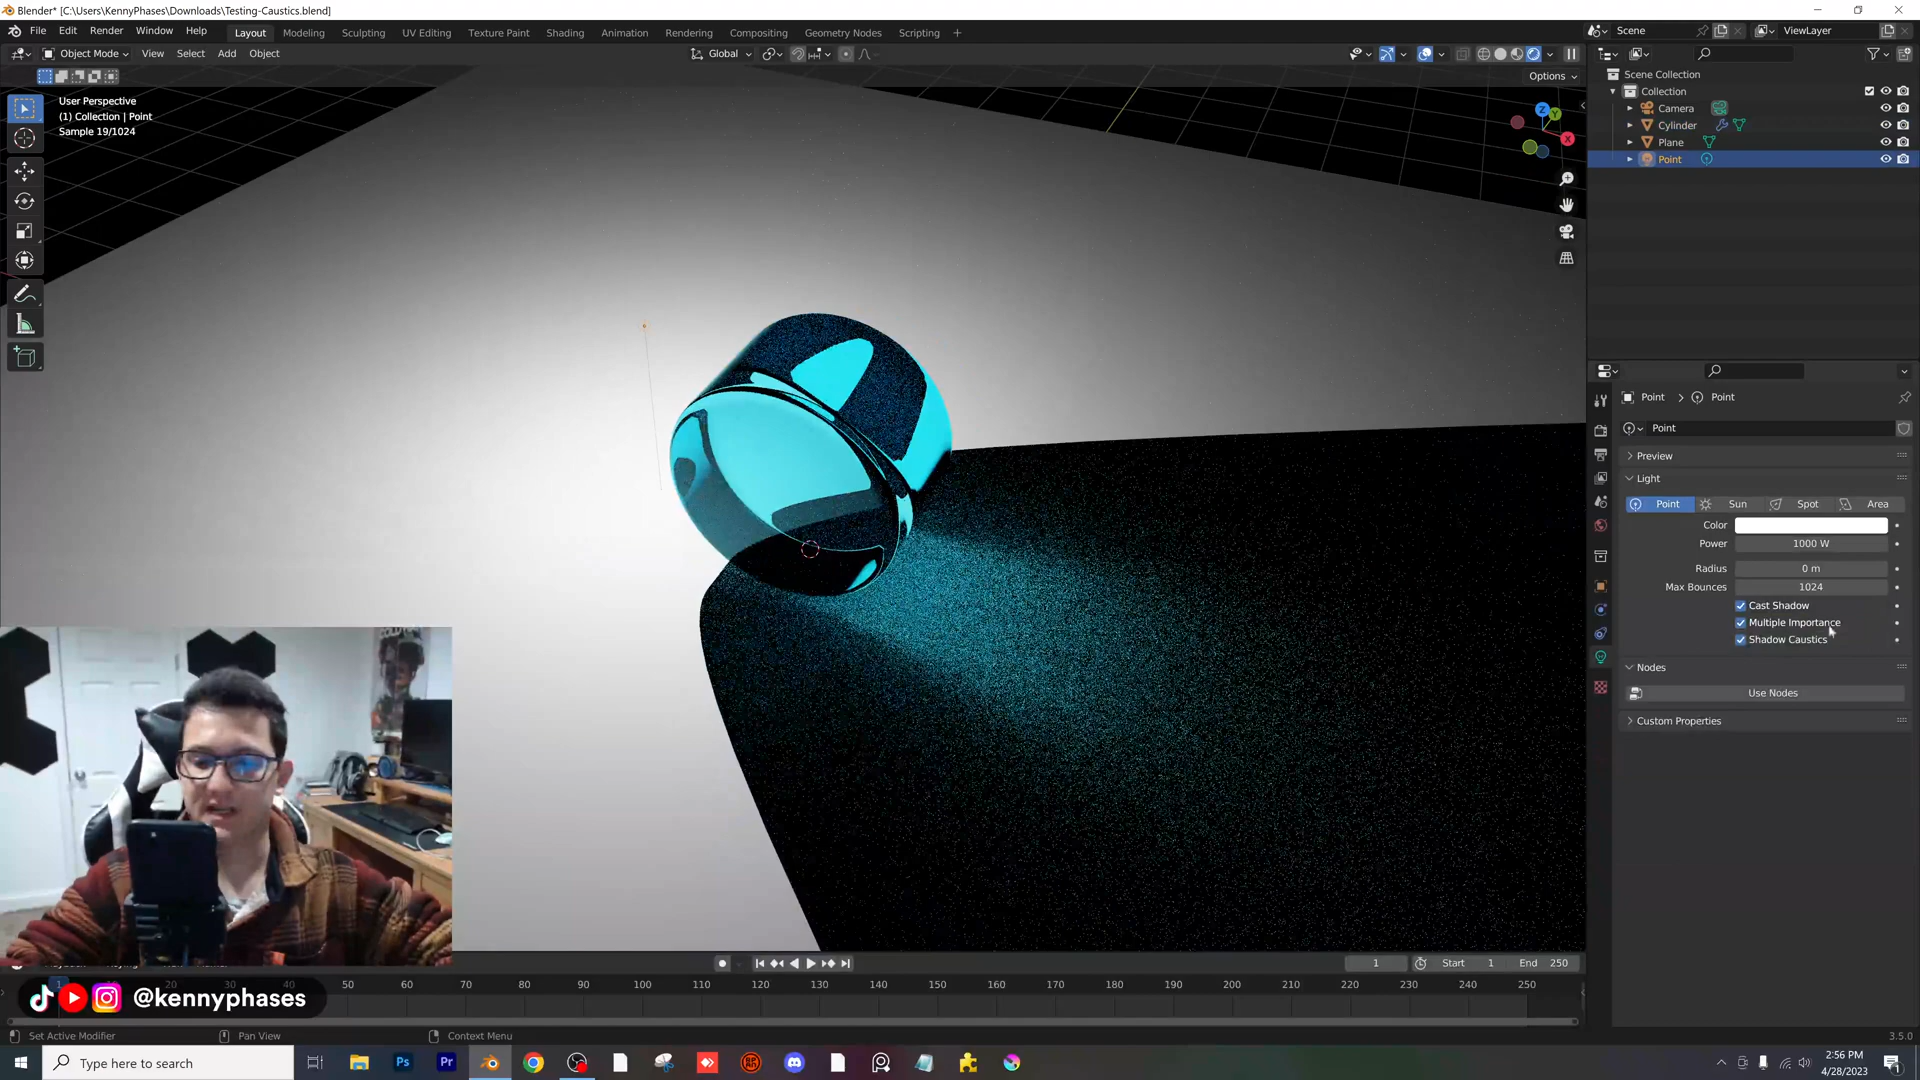 Blender* [C:\Users\KennyPhases\Downloads\Testing-Caustics.blend]
File Edit Render Window Help Layout Modeling Sculpting UV Editing Texture Paint Shading Animation Rendering Compositing Geometry Nodes Scripting + Scene ViewLayer
Object Mode View Select Add Object Global
Options
User Perspective
(1) Collection | Point
Sample 19/1024
Z
Y
X
Scene Collection
Collection
Camera
Cylinder
Plane
Point
Point > Point
Point
Preview
Light
Point Sun Spot Area
Color
Power 1000 W
Radius 0 m
Max Bounces 1024
Cast Shadow
Multiple Importance
Shadow Caustics
Nodes
Use Nodes
Custom Properties
1 Start 1 End 250
1 50 60 70 80 90 100 110 120 130 140 150 160 170 180 190 200 210 220 230 240 250
@kennyphases
Set Active Modifier Pan View Context Menu 3.5.0
Type here to search
Ps
Pr
2:56 PM
4/28/2023
1